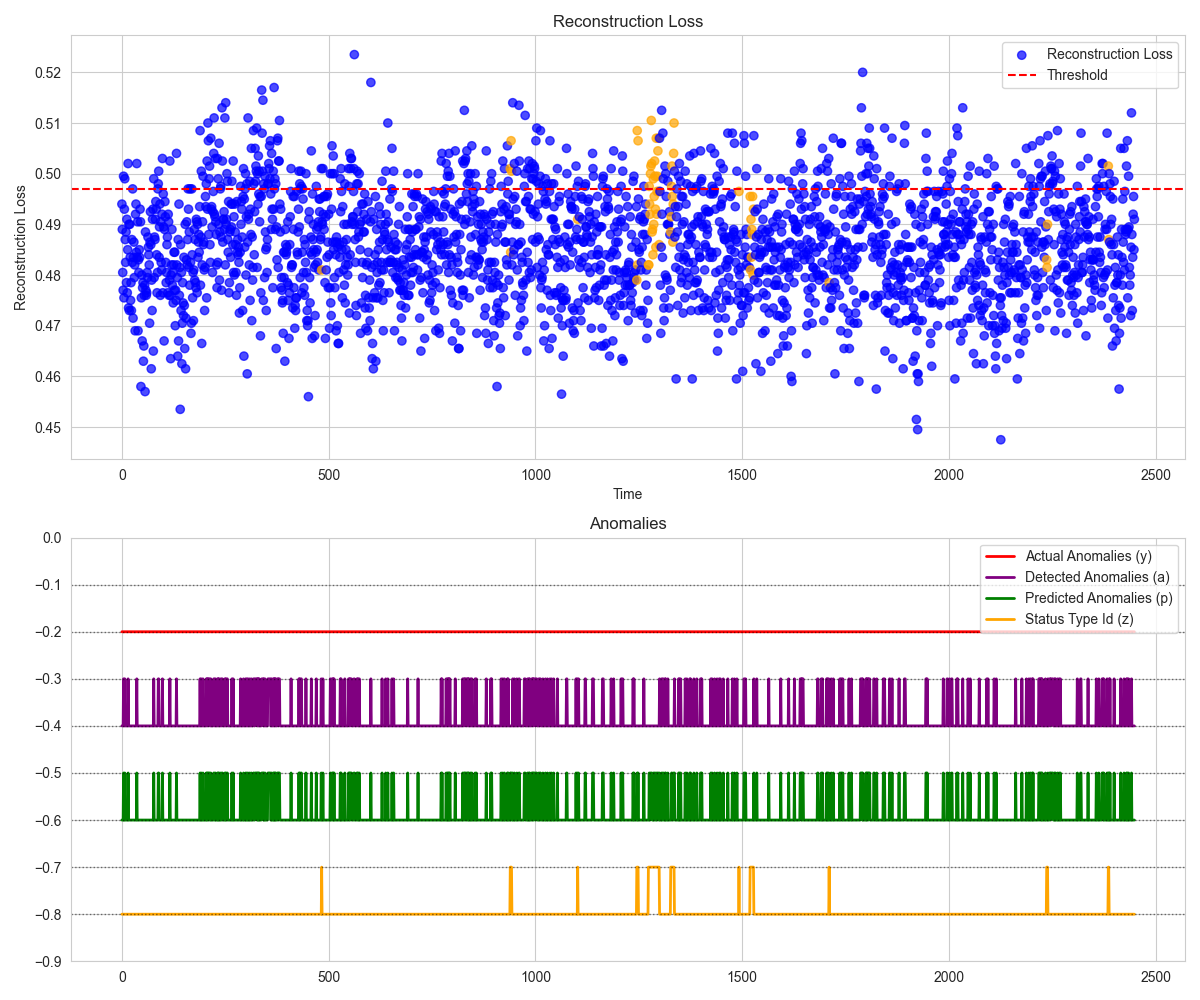 Reconstruction Loss
Reconstruction Loss
Threshold
0.52
0.51
0.50
0.49
0.48
0.47
0.46
0.45
Reconstruction Loss
0 500 1000 1500 2000 2500
Time
Anomalies
Actual Anomalies (y)
Detected Anomalies (a)
Predicted Anomalies (p)
Status Type Id (z)
0.0
−0.1
−0.2
−0.3
−0.4
−0.5
−0.6
−0.7
−0.8
−0.9
0 500 1000 1500 2000 2500